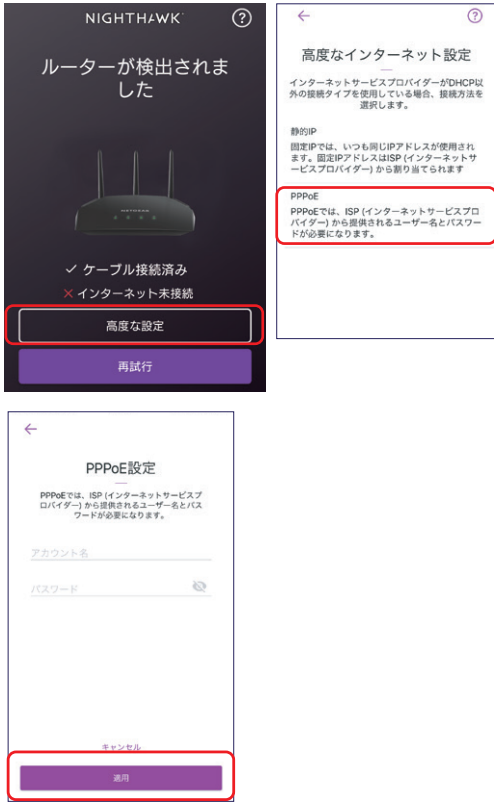 NIGHTHAWK
?
ルーターが検出されま
した
NETGEAR
✓ ケーブル接続済み
× インターネット未接続
高度な設定
再試行
←
?
高度なインターネット設定
インターネットサービスプロバイダーがDHCP以
外の接続タイプを使用している場合、接続方法を
選択します。
静的IP
固定IPでは、いつも同じIPアドレスが使用され
ます。固定IPアドレスはISP (インターネットサ
ービスプロバイダー) から割り当てられます
PPPoE
PPPoEでは、ISP (インターネットサービスプロ
バイダー) から提供されるユーザー名とパスワー
ドが必要になります。
←
PPPoE設定
PPPoEでは、ISP (インターネットサービスプ
ロバイダー) から提供されるユーザー名とパス
ワードが必要になります。
アカウント名
パスワード
キャンセル
適用